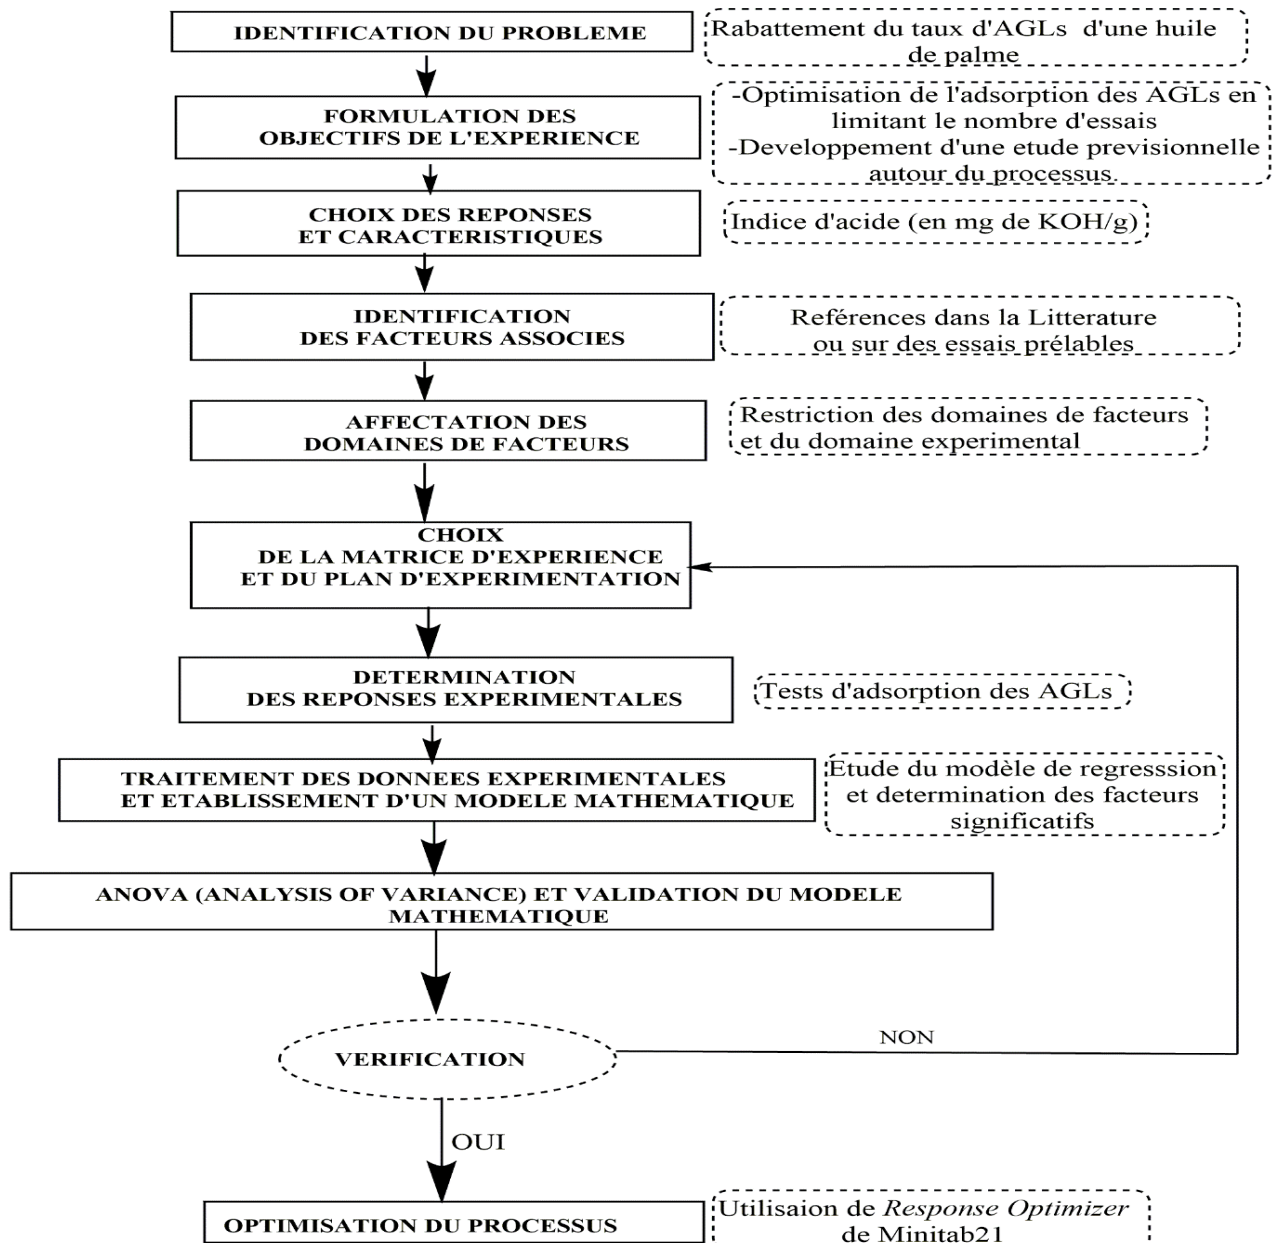 IDENTIFICATION DU PROBLEME
Rabattement du taux d'AGLs d'une huile
de palme
FORMULATION DES
OBJECTIFS DE L'EXPERIENCE
-Optimisation de l'adsorption des AGLs en
limitant le nombre d'essais
-Developpement d'une etude previsionnelle
autour du processus.
CHOIX DES REPONSES
ET CARACTERISTIQUES
Indice d'acide (en mg de KOH/g)
IDENTIFICATION
DES FACTEURS ASSOCIES
Reférences dans la Litterature
ou sur des essais prélables
AFFECTATION DES
DOMAINES DE FACTEURS
Restriction des domaines de facteurs
et du domaine experimental
CHOIX
DE LA MATRICE D'EXPERIENCE
ET DU PLAN D'EXPERIMENTATION
DETERMINATION
DES REPONSES EXPERIMENTALES
Tests d'adsorption des AGLs
TRAITEMENT DES DONNEES EXPERIMENTALES
ET ETABLISSEMENT D'UN MODELE MATHEMATIQUE
Etude du modèle de regresssion
et determination des facteurs
significatifs
ANOVA (ANALYSIS OF VARIANCE) ET VALIDATION DU MODELE
MATHEMATIQUE
VERIFICATION
NON
OUI
OPTIMISATION DU PROCESSUS
Utilisaion de Response Optimizer
de Minitab21